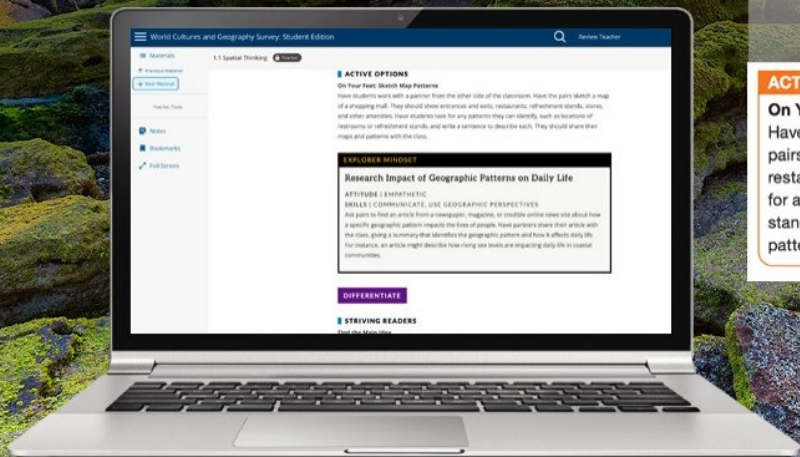 World Cultures and Geography Survey: Student Edition
Review Teacher
Materials
Previous Material
Next Material
Teacher Tools
Notes
Bookmarks
Full Screen
1.1 Spatial Thinking
Teacher
ACTIVE OPTIONS
On Your Feet: Sketch Map Patterns
Have students work with a partner from the other side of the classroom. Have the pairs sketch a map
of a shopping mall. They should show entrances and exits, restaurants, refreshment stands, stores,
and other amenities. Have students look for any patterns they can identify, such as locations of
restrooms or refreshment stands, and write a sentence to describe each. They should share their
maps and patterns with the class.
EXPLORER MINDSET
Research Impact of Geographic Patterns on Daily Life
ATTITUDE | EMPATHETIC
SKILLS | COMMUNICATE, USE GEOGRAPHIC PERSPECTIVES
Ask pairs to find an article from a newspaper, magazine, or credible online news site about how
a specific geographic pattern impacts the lives of people. Have partners share their article with
the class, giving a summary that identifies the geographic pattern and how it affects daily life.
For instance, an article might describe how rising sea levels are impacting daily life in coastal
communities.
DIFFERENTIATE
STRIVING READERS
Find the Main Idea
ACT
On Y
Have
pairs
resta
for a
stan
patte